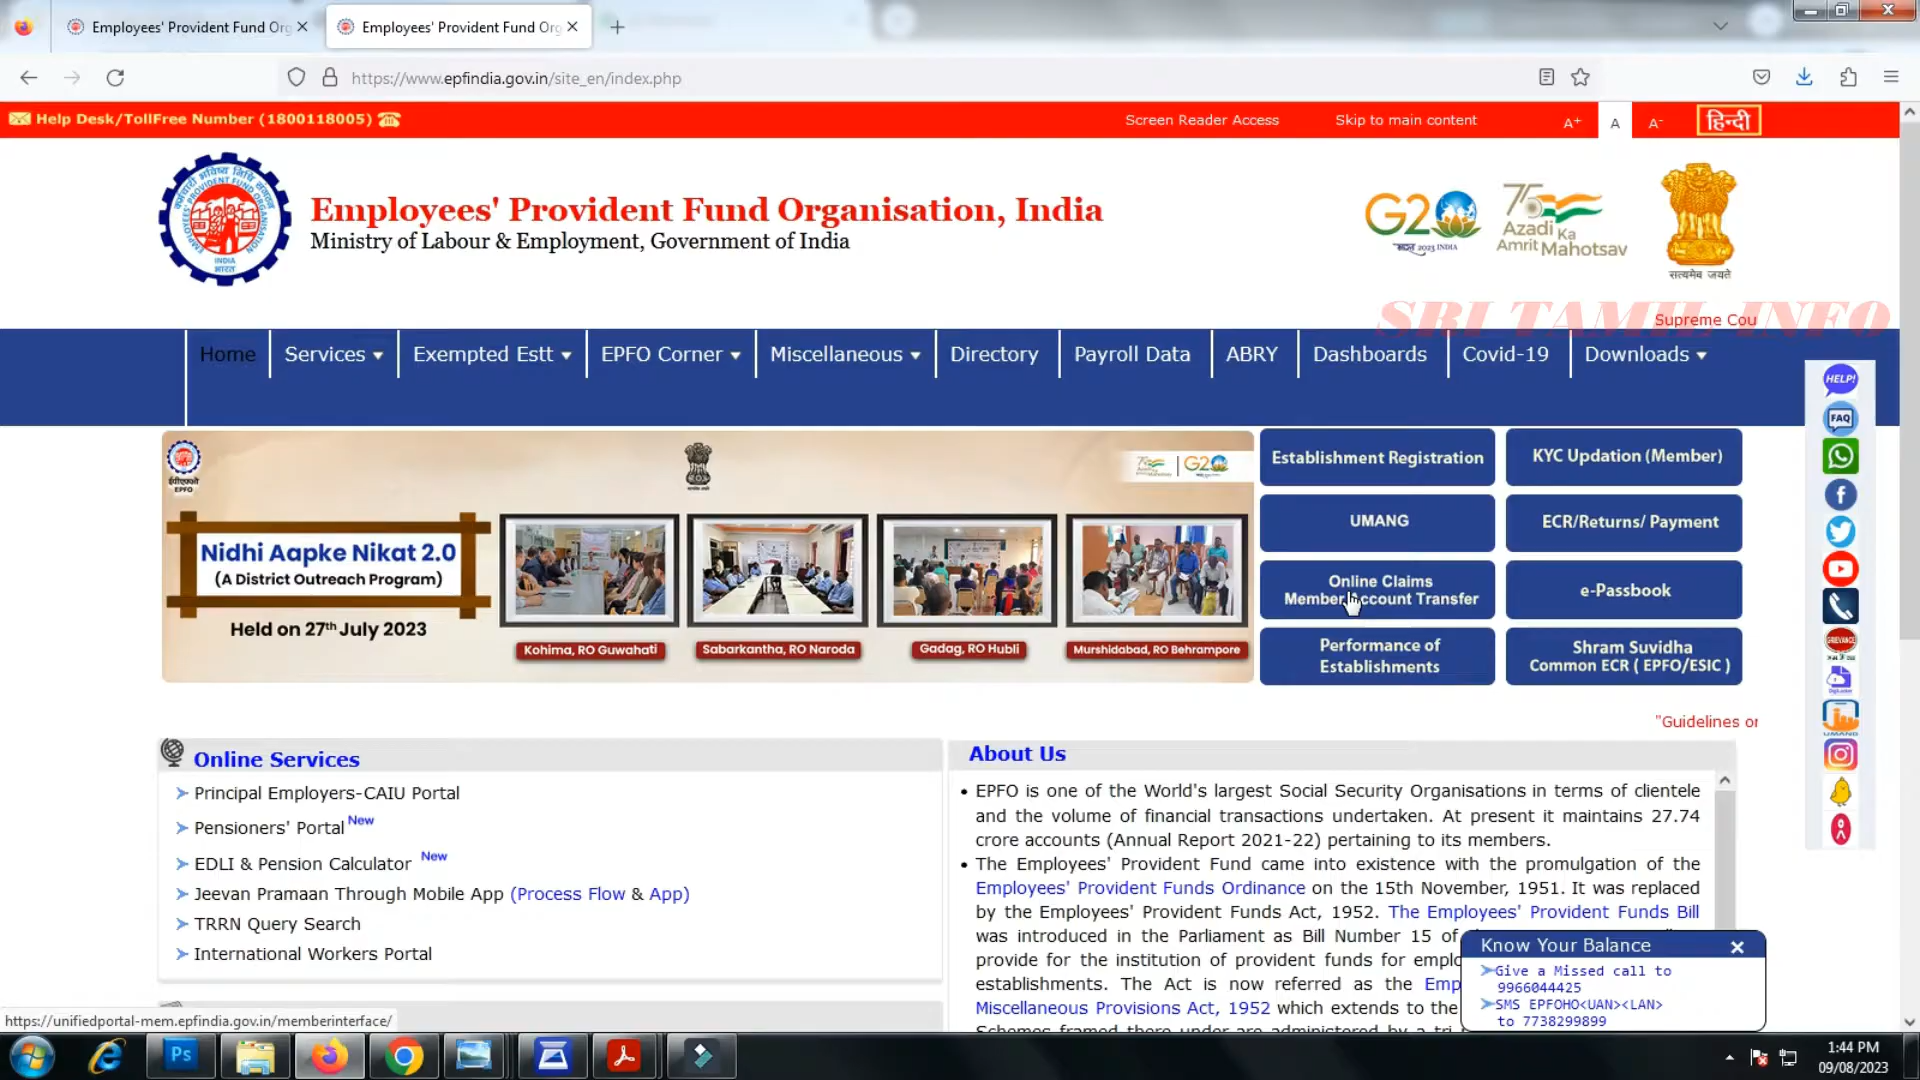 Employees' Provident Fund Org
Employees' Provident Fund Org
https://www.epfindia.gov.in/site_en/index.php
Help Desk/TollFree Number (1800118005)
Screen Reader Access
Skip to main content
A+
A
A-
हिन्दी
Employees' Provident Fund Organisation, India
Ministry of Labour & Employment, Government of India
G20
भारत 2023 INDIA
75
Azadi Ka
Amrit Mahotsav
सत्यमेव जयते
SRI TAMIL INFO
Supreme Cou
Home
Services
Exempted Estt
EPFO Corner
Miscellaneous
Directory
Payroll Data
ABRY
Dashboards
Covid-19
Downloads
Nidhi Aapke Nikat 2.0
(A District Outreach Program)
Held on 27th July 2023
Kohima, RO Guwahati
Sabarkantha, RO Naroda
Gadag, RO Hubli
Murshidabad, RO Behrampore
Establishment Registration
KYC Updation (Member)
UMANG
ECR/Returns/ Payment
Online Claims
Member Account Transfer
e-Passbook
Performance of
Establishments
Shram Suvidha
Common ECR ( EPFO/ESIC )
HELP!
FAQ
"Guidelines or
Online Services
Principal Employers-CAIU Portal
Pensioners' Portal New
EDLI & Pension Calculator New
Jeevan Pramaan Through Mobile App (Process Flow & App)
TRRN Query Search
International Workers Portal
About Us
EPFO is one of the World's largest Social Security Organisations in terms of clientele
and the volume of financial transactions undertaken. At present it maintains 27.74
crore accounts (Annual Report 2021-22) pertaining to its members.
The Employees' Provident Fund came into existence with the promulgation of the
Employees' Provident Funds Ordinance on the 15th November, 1951. It was replaced
by the Employees' Provident Funds Act, 1952. The Employees' Provident Funds Bill
was introduced in the Parliament as Bill Number 15 of
provide for the institution of provident funds for emplo
establishments. The Act is now referred as the Emp
Miscellaneous Provisions Act, 1952 which extends to the
Know Your Balance
Give a Missed call to
9966044425
SMS EPFOHO<UAN><LAN>
to 7738299899
https://unifiedportal-mem.epfindia.gov.in/memberinterface/
Ps
1:44 PM
09/08/2023